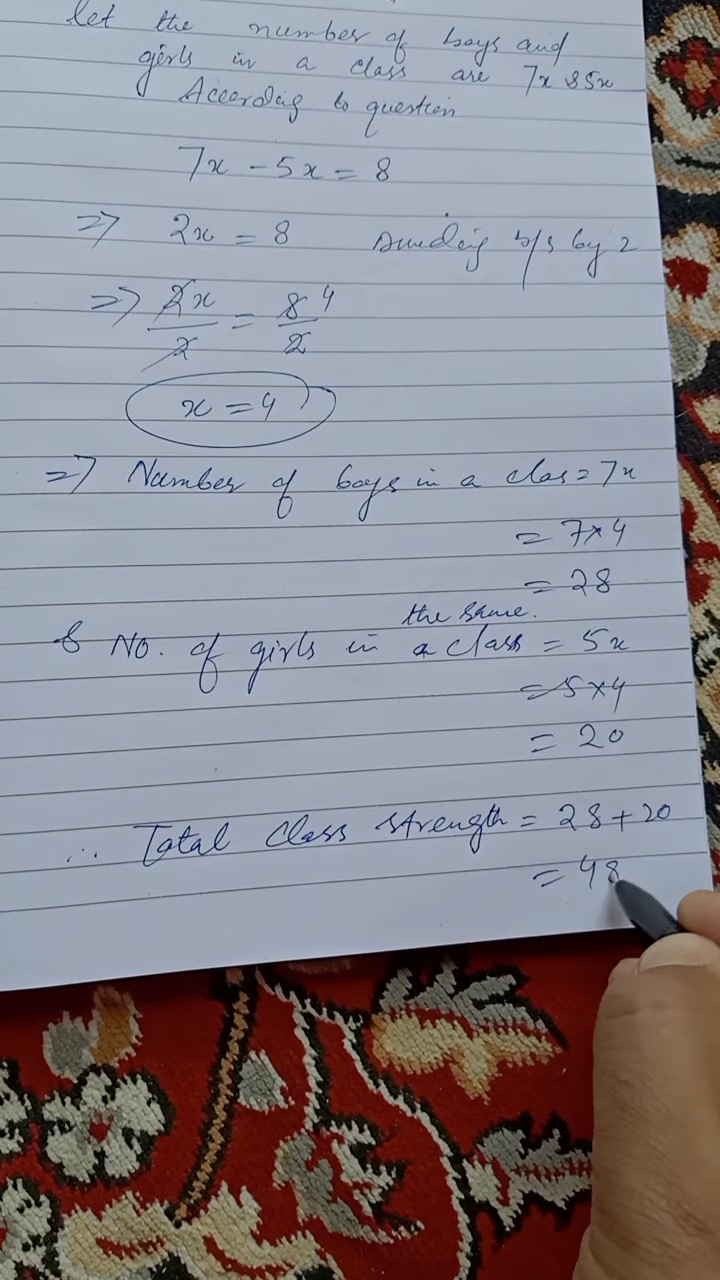 let the number of boys and
girls in a class are 7x & 5x
According to question
7x - 5x = 8
=> 2x = 8 Dividing b/s by 2
=> 2x/2 = 8/2 4
x = 4
=> Number of boys in a clas = 7x
= 7×4
= 28
the same.
& NO. of girls in a class = 5x
= 5×4
= 20
∴ Total class strength = 28 + 20
= 48